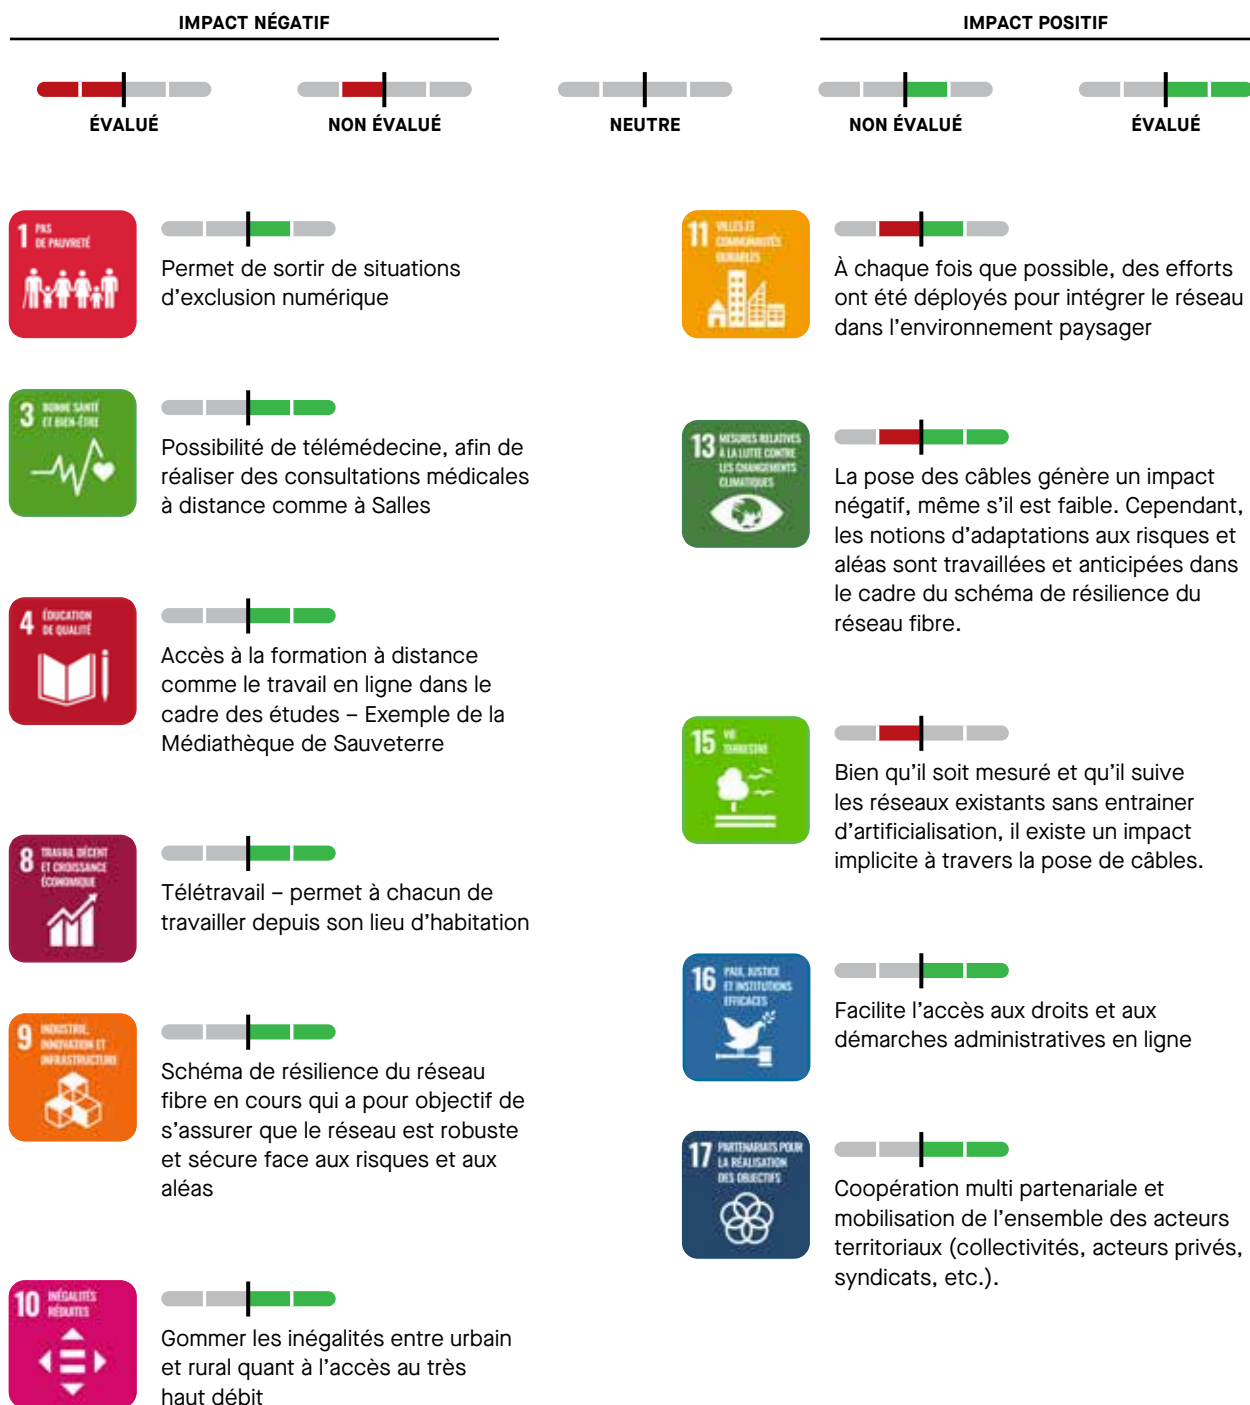 IMPACT NÉGATIF
IMPACT POSITIF
ÉVALUÉ
NON ÉVALUÉ
NEUTRE
NON ÉVALUÉ
ÉVALUÉ
1 PAS
DE PAUVRETÉ
Permet de sortir de situations
d'exclusion numérique
3 BONNE SANTÉ
ET BIEN-ÊTRE
Possibilité de télémédecine, afin de
réaliser des consultations médicales
à distance comme à Salles
4 ÉDUCATION
DE QUALITÉ
Accès à la formation à distance
comme le travail en ligne dans le
cadre des études – Exemple de la
Médiathèque de Sauveterre
8 TRAVAIL DÉCENT
ET CROISSANCE
ÉCONOMIQUE
Télétravail – permet à chacun de
travailler depuis son lieu d'habitation
9 INDUSTRIE,
INNOVATION ET
INFRASTRUCTURE
Schéma de résilience du réseau
fibre en cours qui a pour objectif de
s'assurer que le réseau est robuste
et sécure face aux risques et aux
aléas
10 INÉGALITÉS
RÉDUITES
Gommer les inégalités entre urbain
et rural quant à l'accès au très
haut débit
11 VILLES ET
COMMUNAUTÉS
DURABLES
À chaque fois que possible, des efforts
ont été déployés pour intégrer le réseau
dans l'environnement paysager
13 MESURES RELATIVES
À LA LUTTE CONTRE
LES CHANGEMENTS
CLIMATIQUES
La pose des câbles génère un impact
négatif, même s'il est faible. Cependant,
les notions d'adaptations aux risques et
aléas sont travaillées et anticipées dans
le cadre du schéma de résilience du
réseau fibre.
15 VIE
TERRESTRE
Bien qu'il soit mesuré et qu'il suive
les réseaux existants sans entrainer
d'artificialisation, il existe un impact
implicite à travers la pose de câbles.
16 PAIX, JUSTICE
ET INSTITUTIONS
EFFICACES
Facilite l'accès aux droits et aux
démarches administratives en ligne
17 PARTENARIATS POUR
LA RÉALISATION
DES OBJECTIFS
Coopération multi partenariale et
mobilisation de l'ensemble des acteurs
territoriaux (collectivités, acteurs privés,
syndicats, etc.).